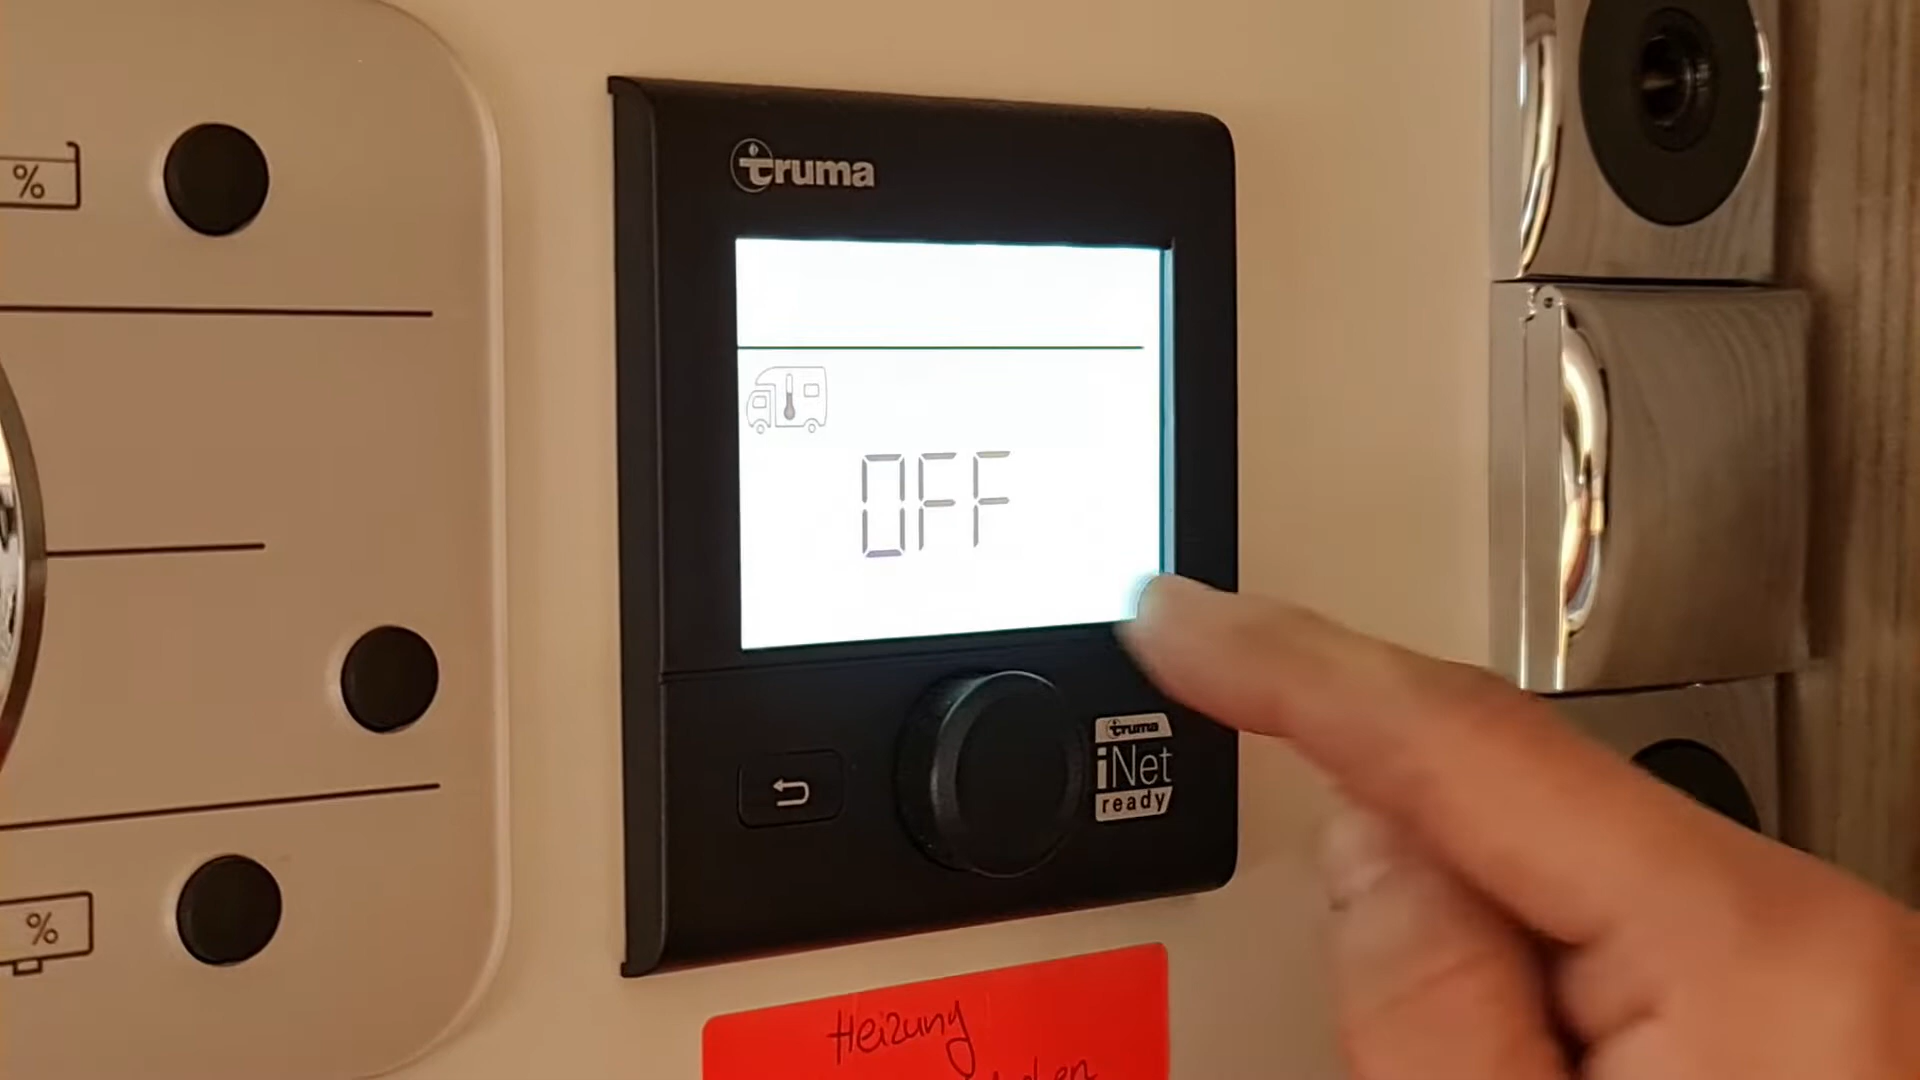 %
truma
OFF
truma
iNet
ready
%
Heizung